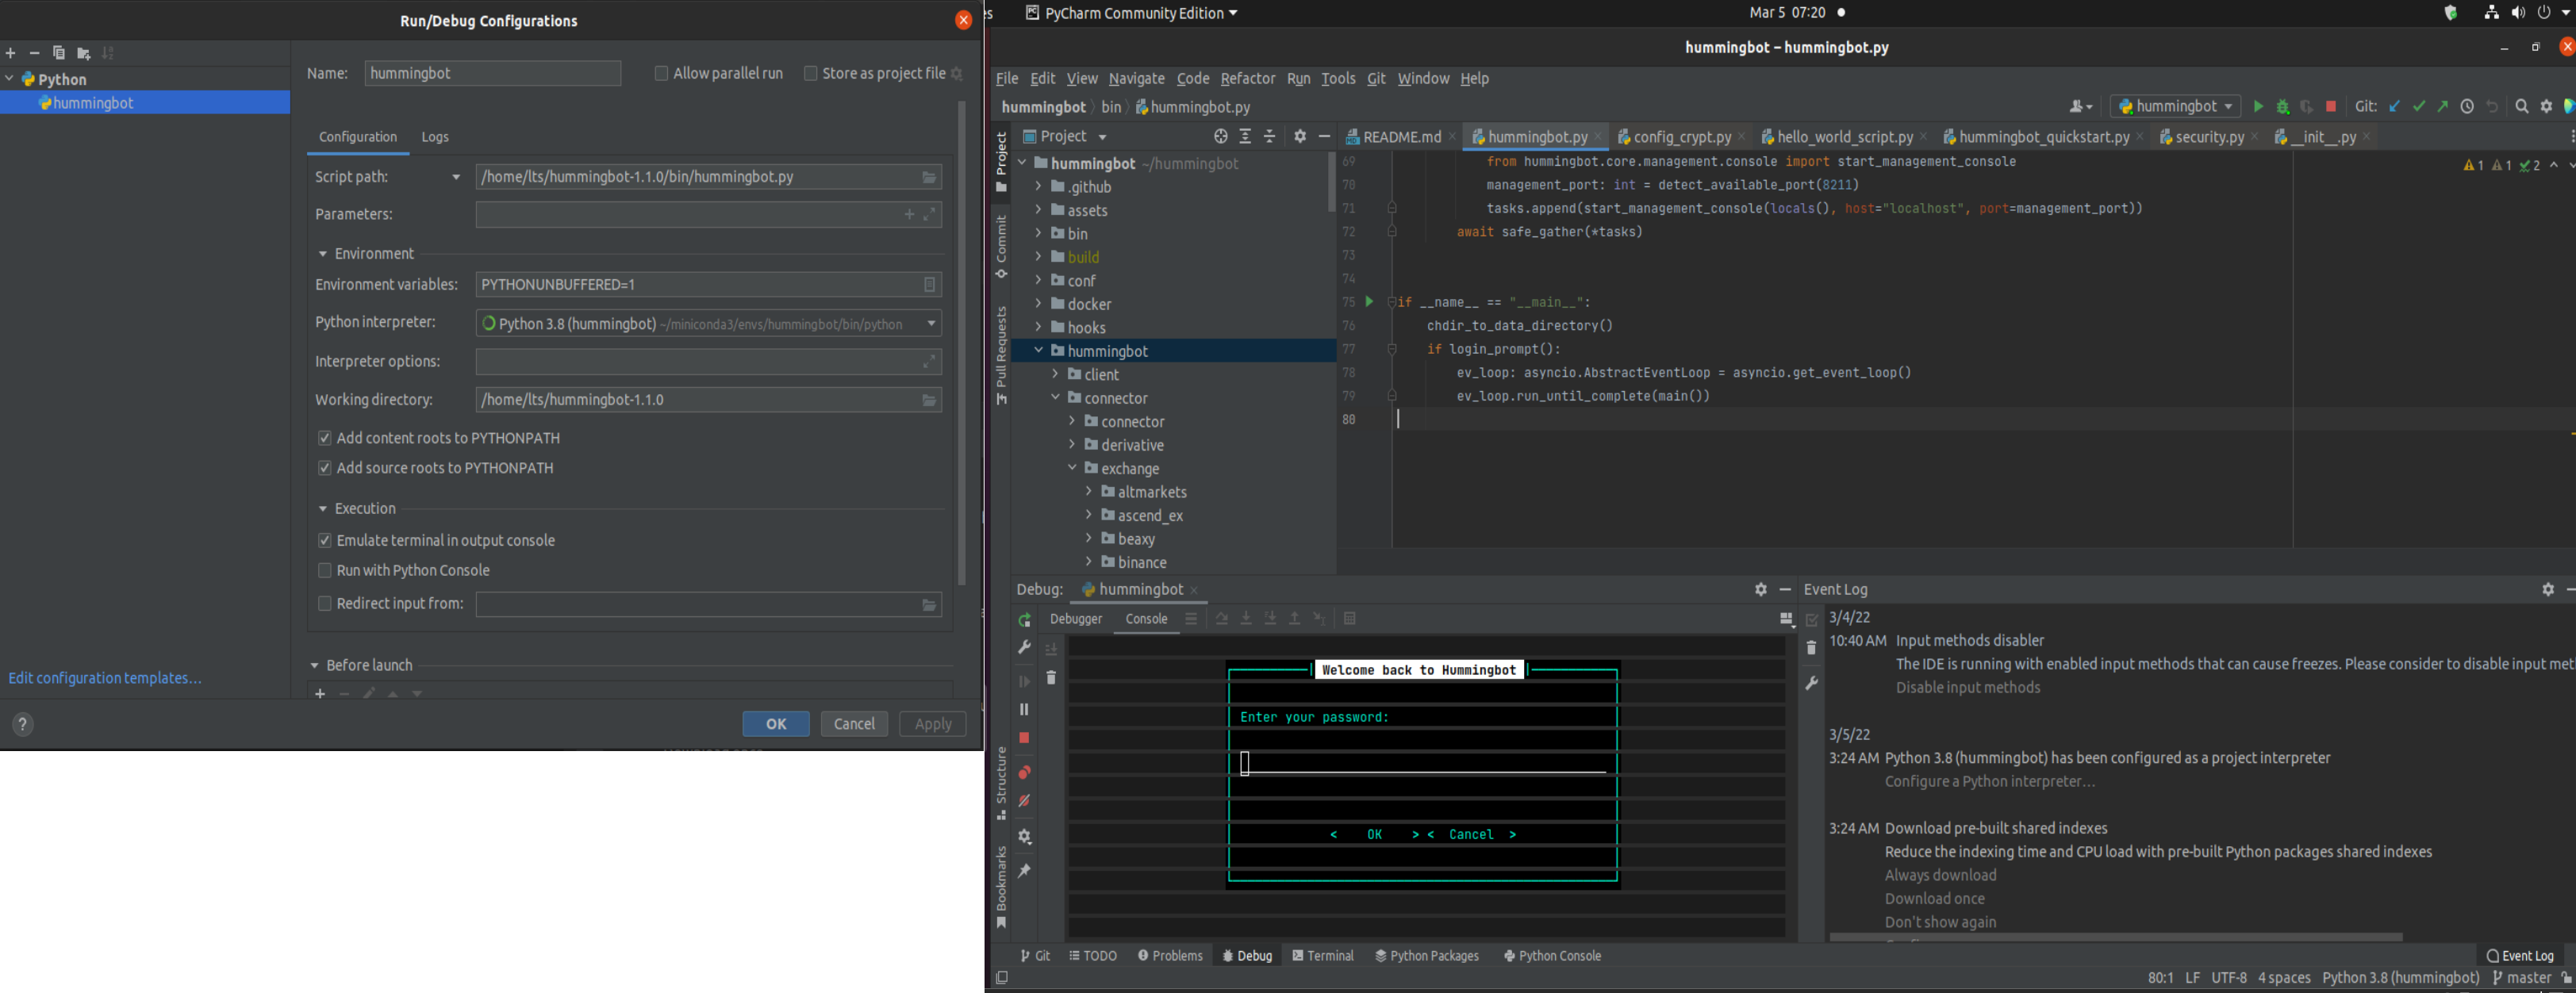 Run/Debug Configurations
Python
hummingbot
Edit configuration templates...
Name: hummingbot
Allow parallel run
Store as project file
Configuration Logs
Script path: /home/lts/hummingbot-1.1.0/bin/hummingbot.py
Parameters:
Environment
Environment variables: PYTHONUNBUFFERED=1
Python interpreter: Python 3.8 (hummingbot) ~/miniconda3/envs/hummingbot/bin/python
Interpreter options:
Working directory: /home/lts/hummingbot-1.1.0
Add content roots to PYTHONPATH
Add source roots to PYTHONPATH
Execution
Emulate terminal in output console
Run with Python Console
Redirect input from:
Before launch
? OK Cancel Apply
PyCharm Community Edition
Mar 5 07:20
hummingbot – hummingbot.py
File Edit View Navigate Code Refactor Run Tools Git Window Help
hummingbot bin hummingbot.py
hummingbot Git:
Project
Commit
Pull Requests
Structure
Bookmarks
Project
hummingbot ~/hummingbot
.github
assets
bin
build
conf
docker
hooks
hummingbot
client
connector
connector
derivative
exchange
altmarkets
ascend_ex
beaxy
binance
README.md hummingbot.py config_crypt.py hello_world_script.py hummingbot_quickstart.py security.py __init__.py
1 1 2
69 from hummingbot.core.management.console import start_management_console
70 management_port: int = detect_available_port(8211)
71 tasks.append(start_management_console(locals(), host="localhost", port=management_port))
72 await safe_gather(*tasks)
73
74
75 if __name__ == "__main__":
76 chdir_to_data_directory()
77 if login_prompt():
78 ev_loop: asyncio.AbstractEventLoop = asyncio.get_event_loop()
79 ev_loop.run_until_complete(main())
80
Debug: hummingbot
Debugger Console
Welcome back to Hummingbot
Enter your password:
< OK > < Cancel >
Event Log
3/4/22
10:40 AM Input methods disabler
The IDE is running with enabled input methods that can cause freezes. Please consider to disable input met
Disable input methods
3/5/22
3:24 AM Python 3.8 (hummingbot) has been configured as a project interpreter
Configure a Python interpreter...
3:24 AM Download pre-built shared indexes
Reduce the indexing time and CPU load with pre-built Python packages shared indexes
Always download
Download once
Don't show again
Git TODO Problems Debug Terminal Python Packages Python Console Event Log
80:1 LF UTF-8 4 spaces Python 3.8 (hummingbot) master